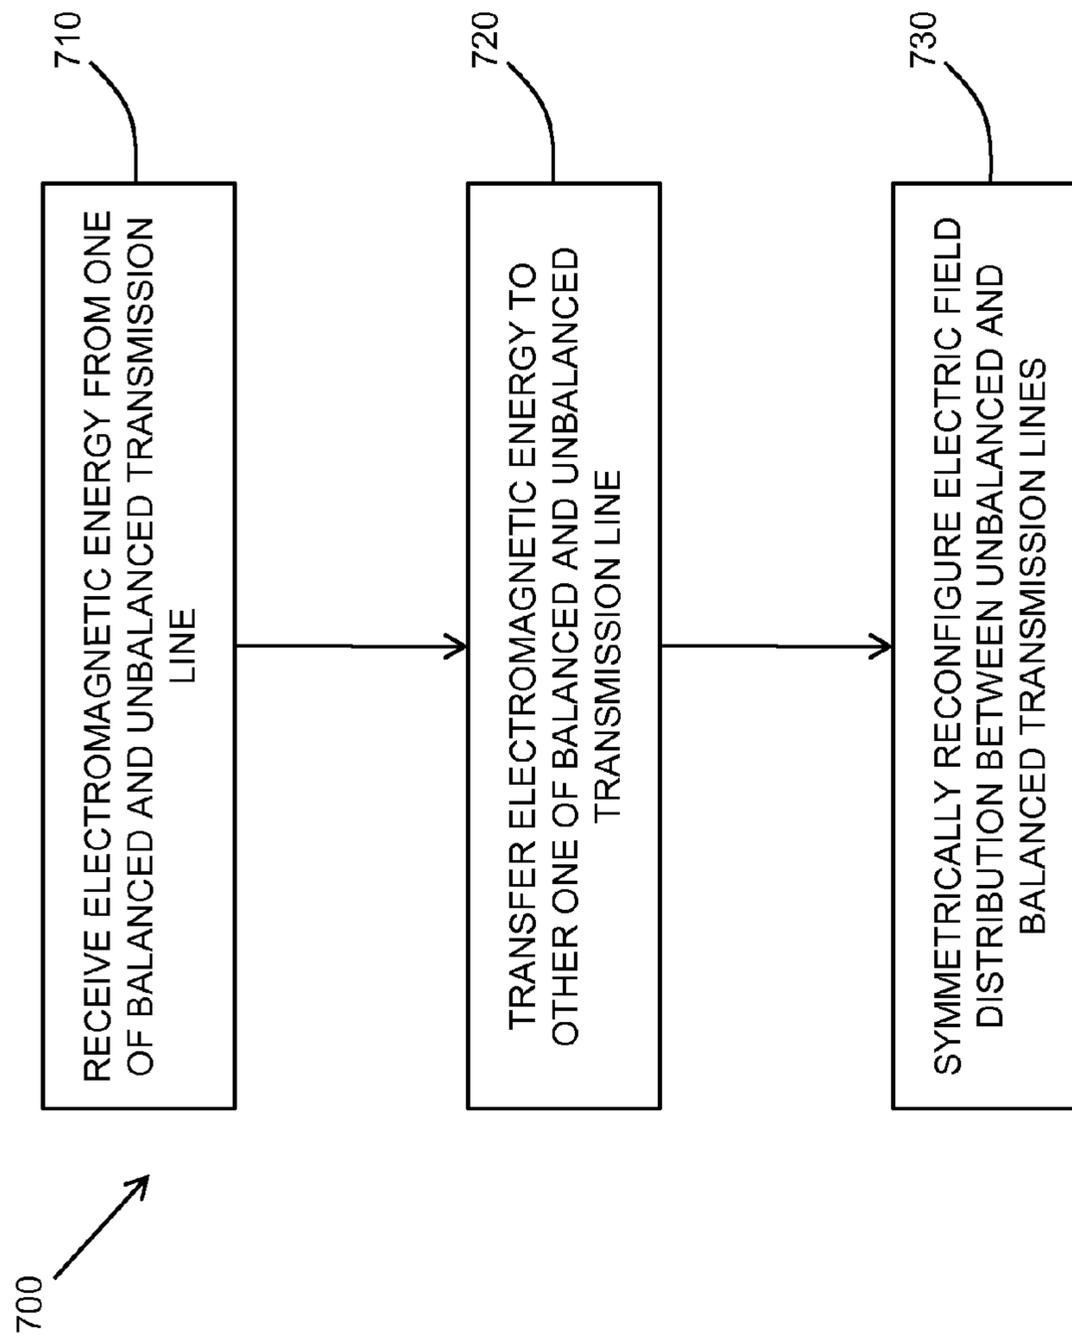 700
710
RECEIVE ELECTROMAGNETIC ENERGY FROM ONE
OF BALANCED AND UNBALANCED TRANSMISSION
LINE
720
TRANSFER ELECTROMAGNETIC ENERGY TO
OTHER ONE OF BALANCED AND UNBALANCED
TRANSMISSION LINE
730
SYMMETRICALLY RECONFIGURE ELECTRIC FIELD
DISTRIBUTION BETWEEN UNBALANCED AND
BALANCED TRANSMISSION LINES